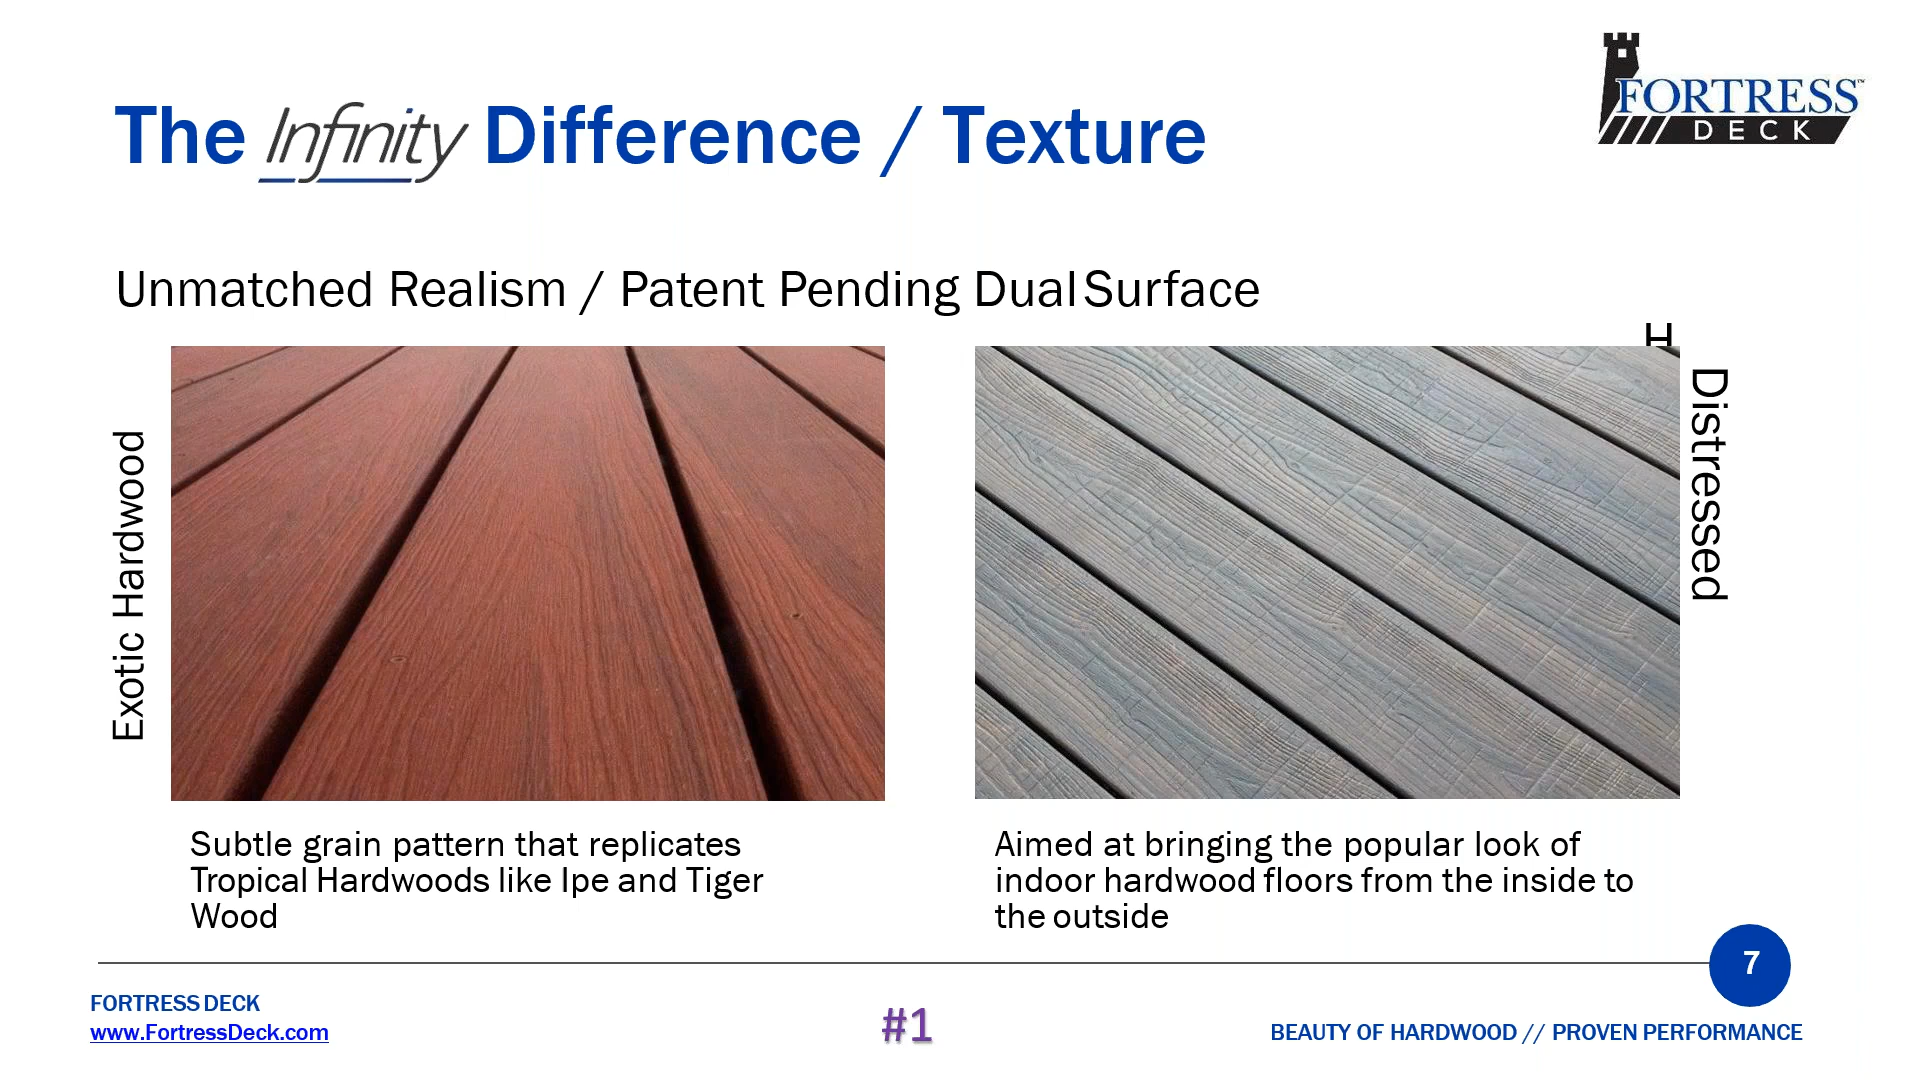 FORTRESS™
DECK
The Infinity Difference / Texture
Unmatched Realism / Patent Pending Dual Surface
Exotic Hardwood
H
Distressed
Subtle grain pattern that replicates
Tropical Hardwoods like Ipe and Tiger
Wood
Aimed at bringing the popular look of
indoor hardwood floors from the inside to
the outside
7
FORTRESS DECK
www.FortressDeck.com
#1
BEAUTY OF HARDWOOD // PROVEN PERFORMANCE